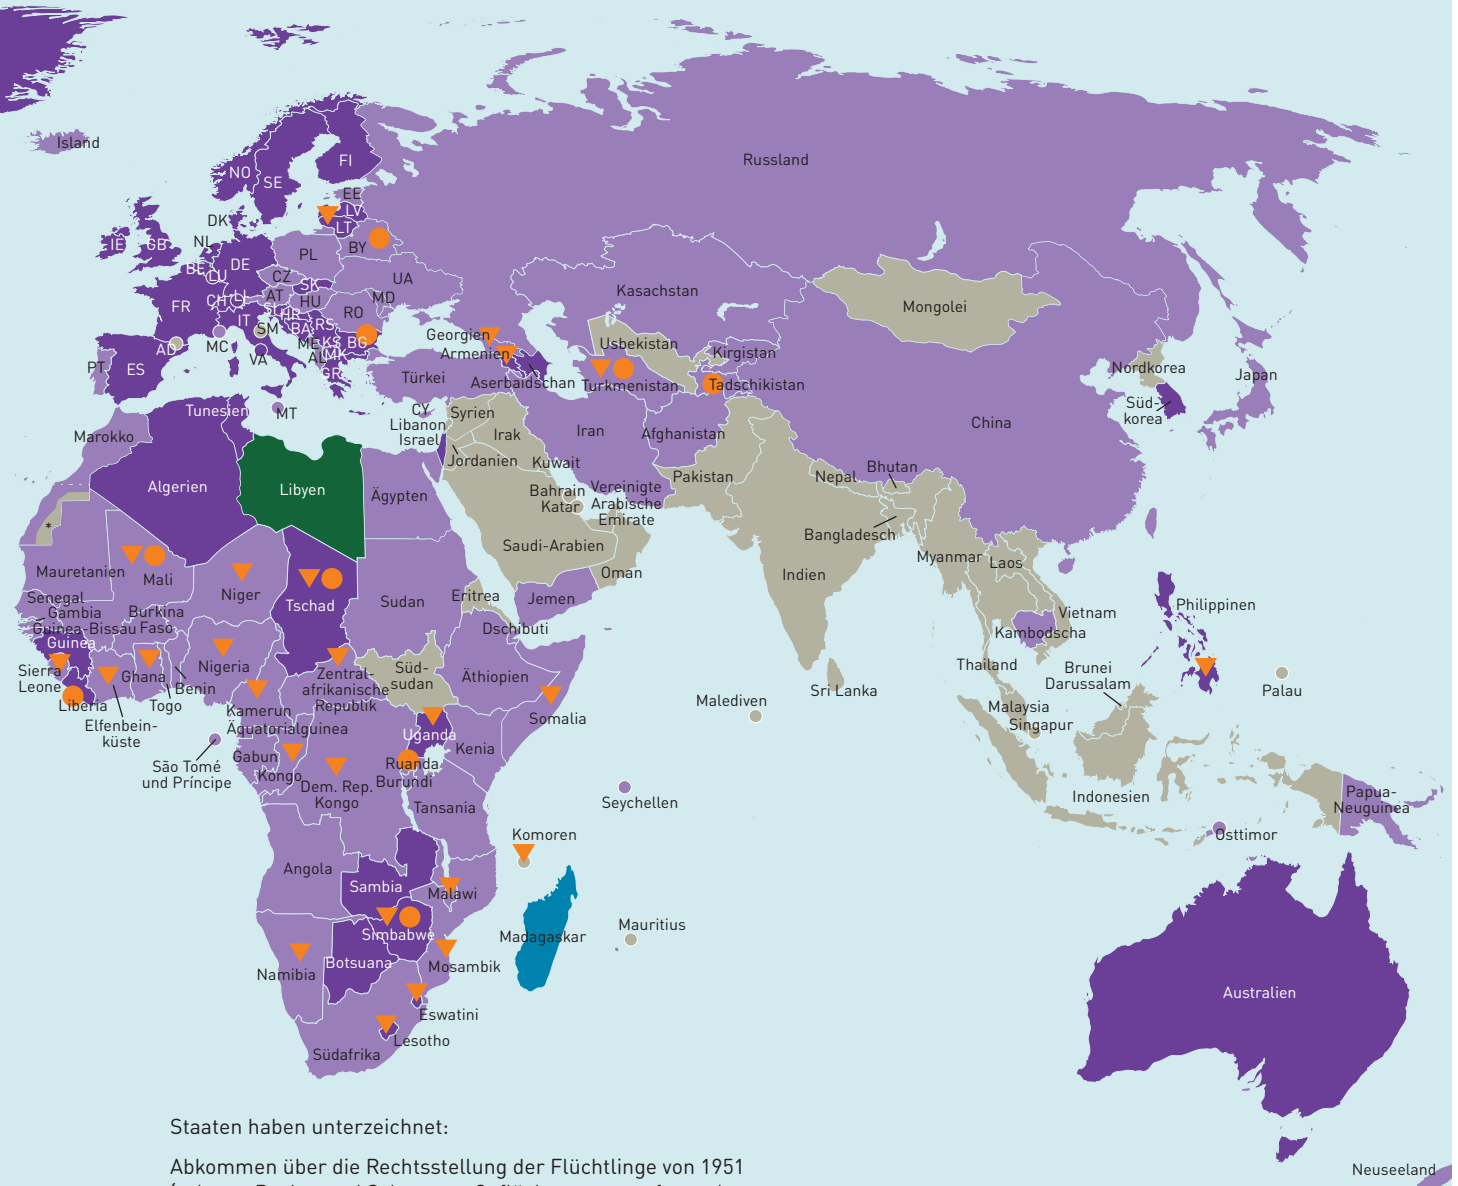 Island
Russland
NO
SE
FI
EE
LV
LT
DK
IE
GB
NL
BE
LU
DE
PL
BY
CZ
UA
SK
FR
CH
LI
AT
HU
MD
RO
SI
HR
IT
SM
BA
RS
MC
VA
ME
KS
BG
MK
AL
GR
AD
ES
PT
MT
CY
Georgien
Armenien
Aserbaidschan
Türkei
Kasachstan
Mongolei
Usbekistan
Kirgistan
Turkmenistan
Tadschikistan
Nordkorea
Süd-
korea
Japan
China
Tunesien
Marokko
Syrien
Libanon
Israel
Irak
Iran
Afghanistan
Jordanien
Kuwait
Pakistan
Nepal
Bhutan
Algerien
Libyen
Ägypten
Bahrain
Katar
Vereinigte
Arabische
Emirate
Bangladesch
*
Saudi-Arabien
Oman
Indien
Myanmar
Laos
Mauretanien
Mali
Niger
Tschad
Sudan
Eritrea
Jemen
Dschibuti
Vietnam
Kambodscha
Thailand
Philippinen
Senegal
Gambia
Guinea-Bissau
Guinea
Burkina
Faso
Sierra
Leone
Liberia
Elfenbein-
küste
Ghana
Togo
Benin
Nigeria
Kamerun
Zentral-
afrikanische
Republik
Süd-
sudan
Äthiopien
Somalia
Äquatorialguinea
Uganda
Kenia
São Tomé
und Príncipe
Gabun
Kongo
Dem. Rep.
Kongo
Ruanda
Burundi
Tansania
Sri Lanka
Malediven
Brunei
Darussalam
Malaysia
Singapur
Palau
Indonesien
Papua-
Neuguinea
Osttimor
Seychellen
Komoren
Angola
Sambia
Malawi
Simbabwe
Madagaskar
Mauritius
Namibia
Botsuana
Mosambik
Eswatini
Lesotho
Südafrika
Australien
Neuseeland
Staaten haben unterzeichnet:
Abkommen über die Rechtsstellung der Flüchtlinge von 1951